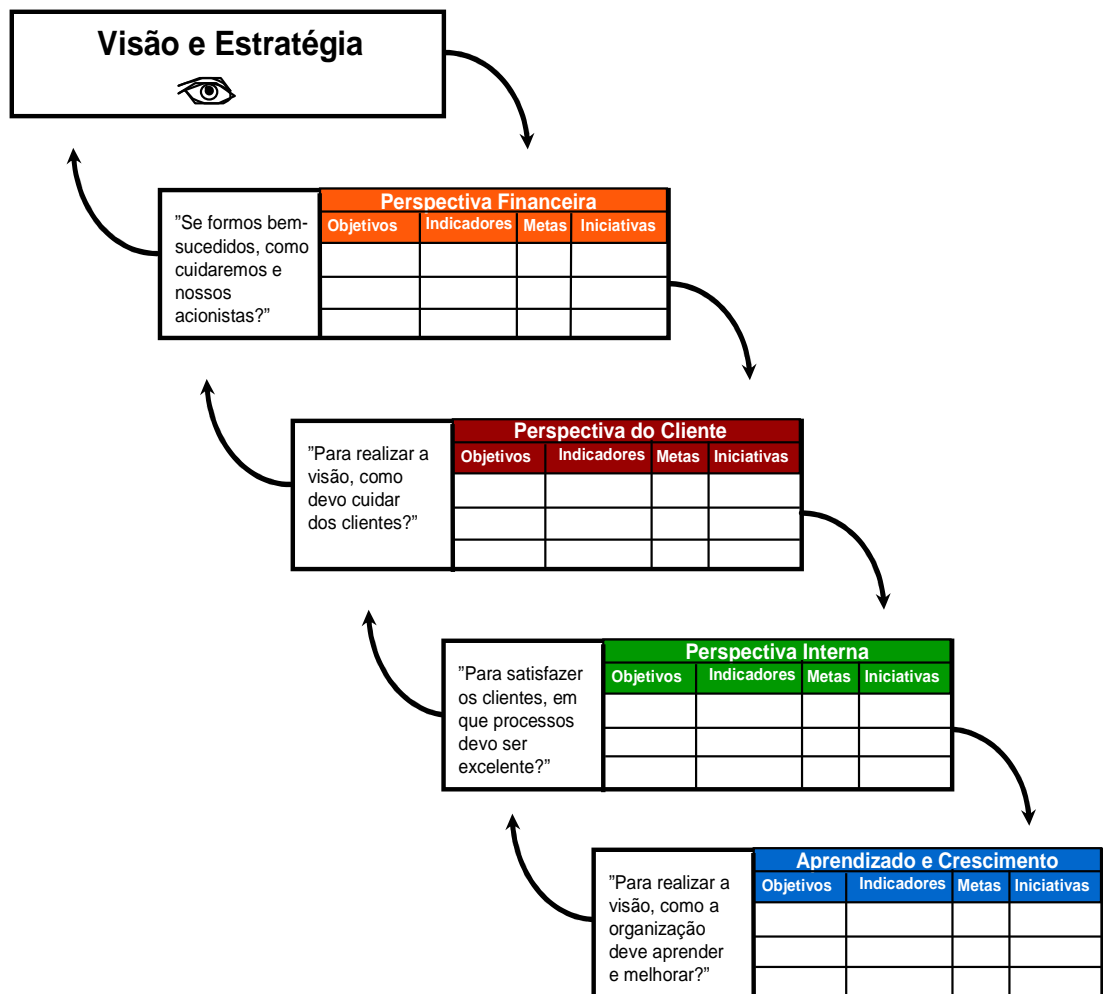 Visão e Estratégia
”Se formos bem-
sucedidos, como
cuidaremos e
nossos
acionistas?”
Perspectiva Financeira
Objetivos Indicadores Metas Iniciativas
”Para realizar a
visão, como
devo cuidar
dos clientes?”
Perspectiva do Cliente
Objetivos Indicadores Metas Iniciativas
”Para satisfazer
os clientes, em
que processos
devo ser
excelente?”
Perspectiva Interna
Objetivos Indicadores Metas Iniciativas
”Para realizar a
visão, como a
organização
deve aprender
e melhorar?”
Aprendizado e Crescimento
Objetivos Indicadores Metas Iniciativas